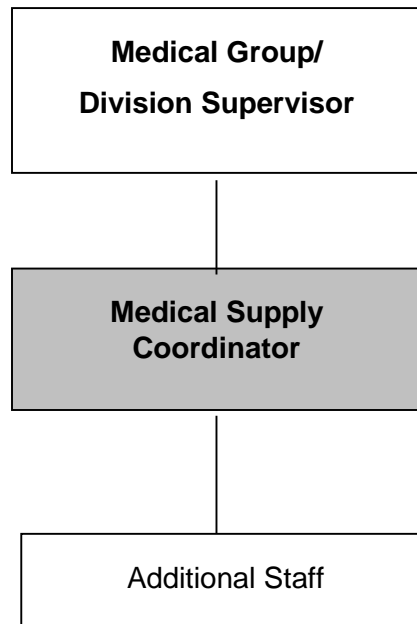 Medical Group/
Division Supervisor
Medical Supply
Coordinator
Additional Staff